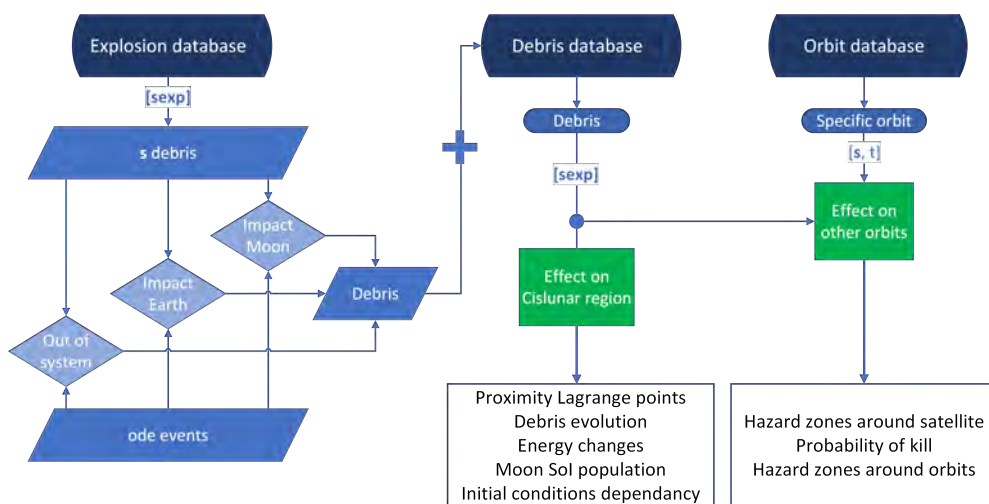 Explosion database
[sexp]
s debris
Impact
Moon
Impact
Earth
Out of
system
ode events
Debris
Debris database
Debris
[sexp]
Effect on
Cislunar region
Proximity Lagrange points
Debris evolution
Energy changes
Moon SoI population
Initial conditions dependancy
Orbit database
Specific orbit
[s, t]
Effect on
other orbits
Hazard zones around satellite
Probability of kill
Hazard zones around orbits